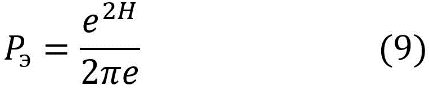 Pэ = e^{2H} / 2πe (9)